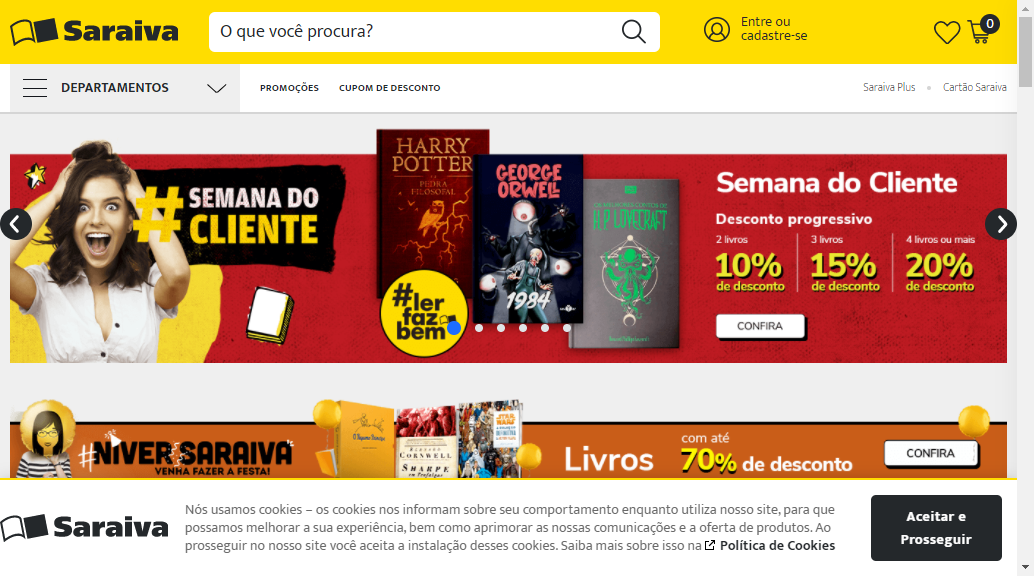 Saraiva
O que você procura?
Entre ou
cadastre-se
0
DEPARTAMENTOS
PROMOÇÕES
CUPOM DE DESCONTO
Saraiva Plus
Cartão Saraiva
# SEMANA DO
CLIENTE
HARRY
POTTER
E A
PEDRA
FILOSOFAL
GEORGE
ORWELL
1984
H.P. LOVECRAFT
#ler
faz
bem
Semana do Cliente
Desconto progressivo
2 livros
10%
de desconto
3 livros
15%
de desconto
4 livros ou mais
20%
de desconto
CONFIRA
#NIVER SARAIVA
VENHA FAZER A FESTA!
O Pequeno Príncipe
BERNARD
CORNWELL
SHARPE
EM TRAFALGAR
STAR
WARS
Livros
com até
70% de desconto
CONFIRA
Saraiva
Nós usamos cookies – os cookies nos informam sobre seu comportamento enquanto utiliza nosso site, para que
possamos melhorar a sua experiência, bem como aprimorar as nossas comunicações e a oferta de produtos. Ao
prosseguir no nosso site você aceita a instalação desses cookies. Saiba mais sobre isso na Política de Cookies
Aceitar e
Prosseguir